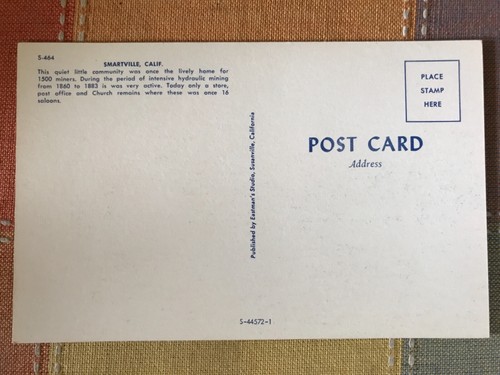 S-464
SMARTVILLE, CALIF.
This quiet little community was once the lively home for
1500 miners. During the period of intensive hydraulic mining
from 1860 to 1883 is was very active. Today only a store,
post office and Church remains where these was once 16
saloons.
Published by Eastman's Studio, Susanville, California
PLACE
STAMP
HERE
POST CARD
Address
S-44572-1